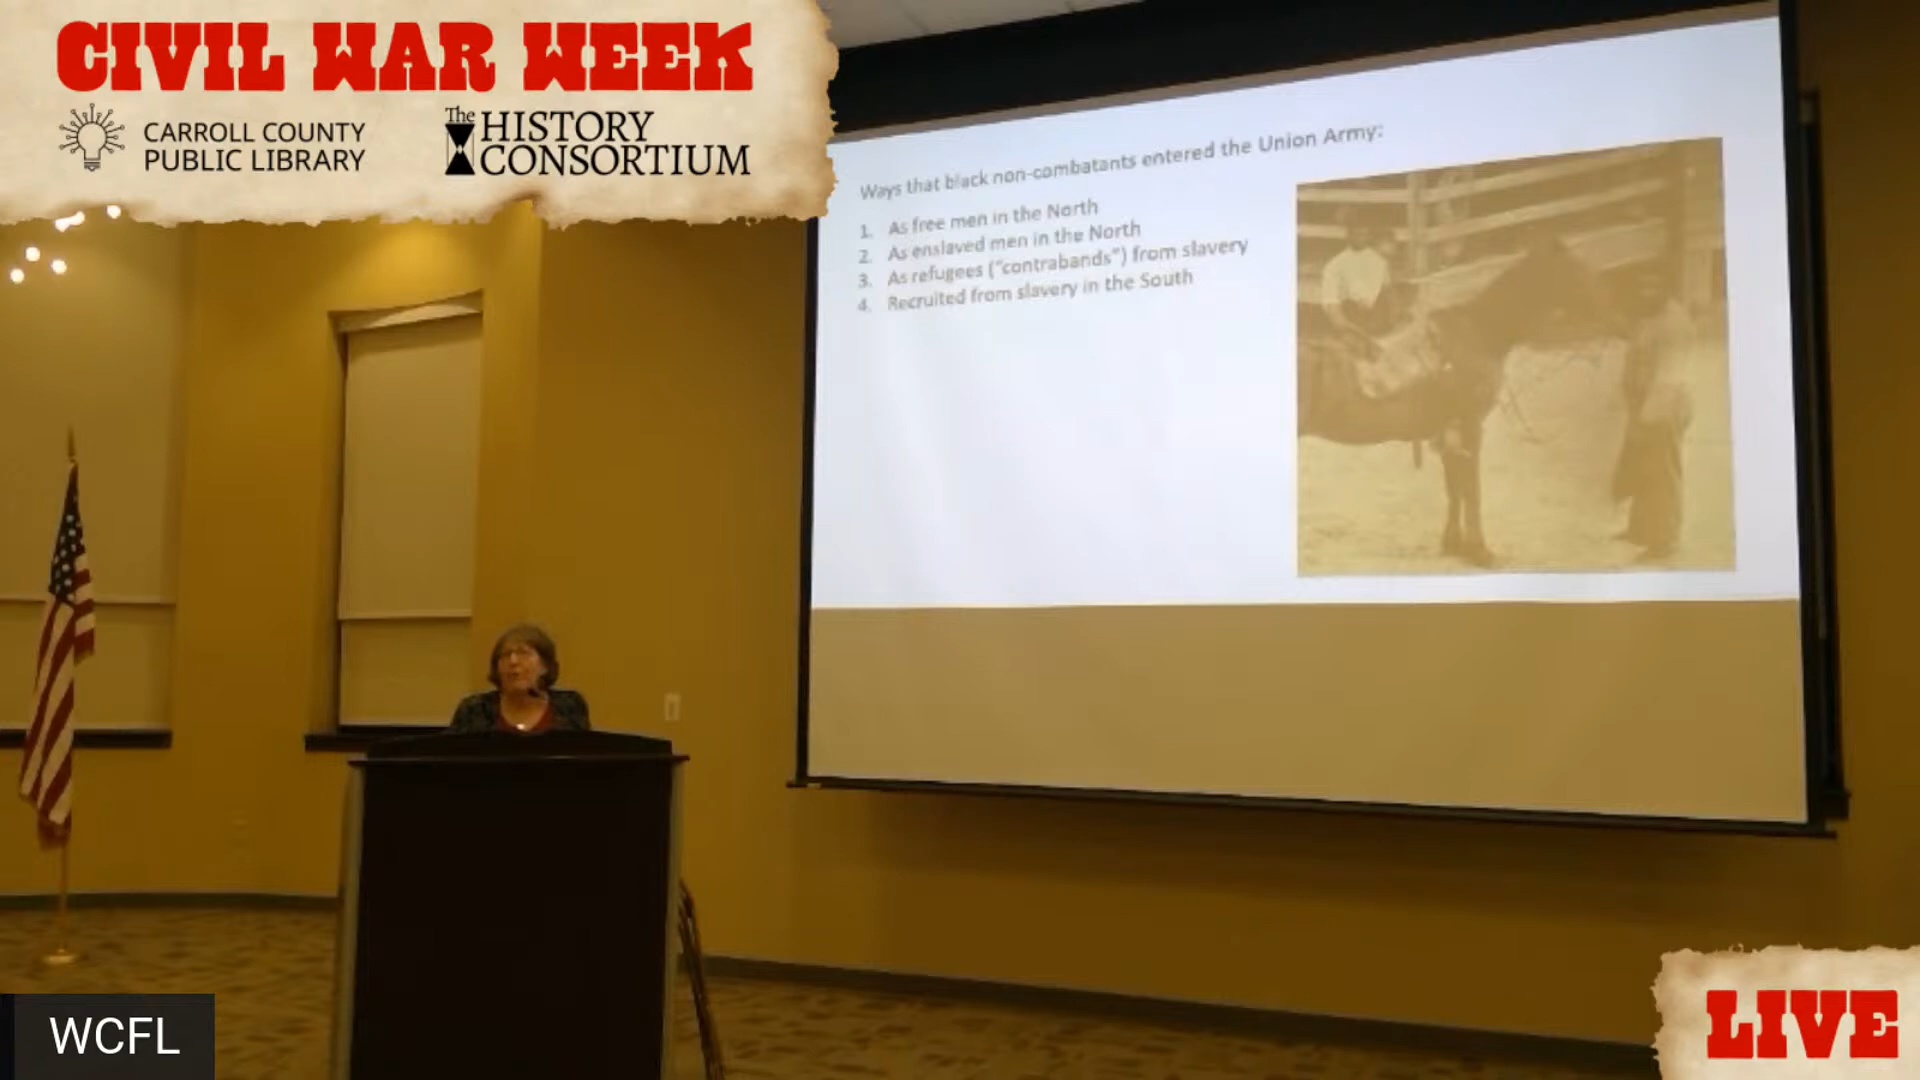 CIVIL WAR WEEK
CARROLL COUNTY
PUBLIC LIBRARY
The
HISTORY
CONSORTIUM
Ways that black non-combatants entered the Union Army:
1. As free men in the North
2. As enslaved men in the North
3. As refugees ("contrabands") from slavery
4. Recruited from slavery in the South
WCFL
LIVE